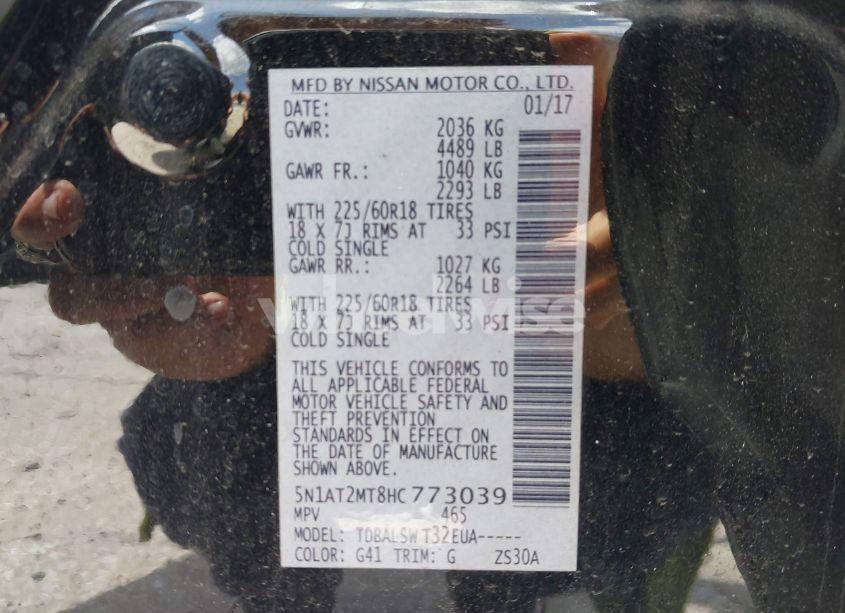 MFD BY NISSAN MOTOR CO., LTD.
DATE: 01/17
GVWR: 2036 KG
4489 LB
GAWR FR.: 1040 KG
2293 LB
WITH 225/60R18 TIRES
18 X 7J RIMS AT 33 PSI
COLD SINGLE
GAWR RR.: 1027 KG
2264 LB
WITH 225/60R18 TIRES
18 X 7J RIMS AT 33 PSI
COLD SINGLE
THIS VEHICLE CONFORMS TO
ALL APPLICABLE FEDERAL
MOTOR VEHICLE SAFETY AND
THEFT PREVENTION
STANDARDS IN EFFECT ON
THE DATE OF MANUFACTURE
SHOWN ABOVE.
5N1AT2MT8HC773039
MPV 465
MODEL: TDBALSWT32EUA-----
COLOR: G41 TRIM: G ZS30A